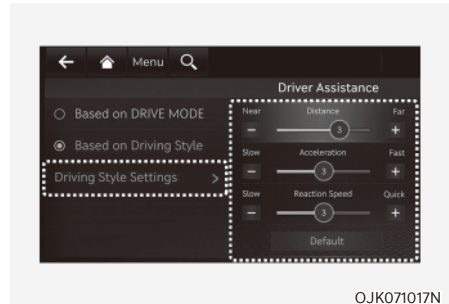 Menu
Driver Assistance
Based on DRIVE MODE
Based on Driving Style
Driving Style Settings >
Near Distance Far
− 3 +
Slow Acceleration Fast
− 3 +
Slow Reaction Speed Quick
− 3 +
Default
OJK071017N